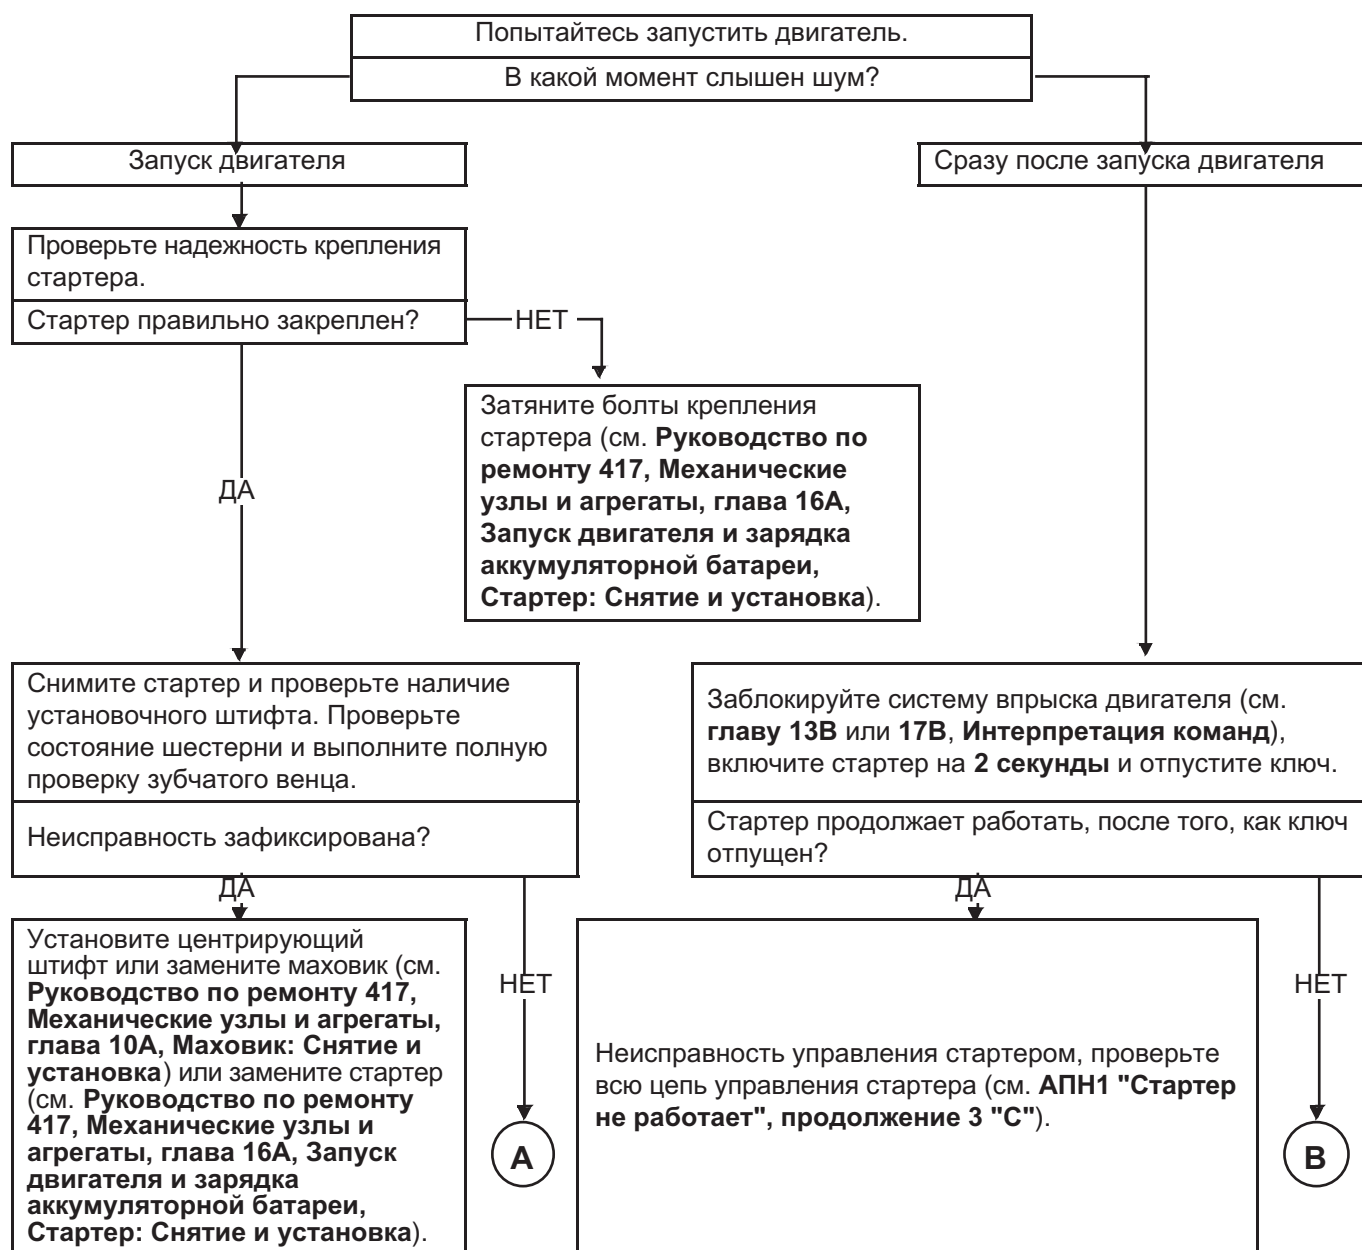 Попытайтесь запустить двигатель.
В какой момент слышен шум?
Запуск двигателя
Сразу после запуска двигателя
Проверьте надежность крепления
стартера.
Стартер правильно закреплен?
НЕТ
Затяните болты крепления
стартера (см. Руководство по
ремонту 417, Механические
узлы и агрегаты, глава 16А,
Запуск двигателя и зарядка
аккумуляторной батареи,
Стартер: Снятие и установка).
ДА
Снимите стартер и проверьте наличие
установочного штифта. Проверьте
состояние шестерни и выполните полную
проверку зубчатого венца.
Неисправность зафиксирована?
Заблокируйте систему впрыска двигателя (см.
главу 13В или 17В, Интерпретация команд),
включите стартер на 2 секунды и отпустите ключ.
Стартер продолжает работать, после того, как ключ
отпущен?
ДА
НЕТ
ДА
НЕТ
Установите центрирующий
штифт или замените маховик (см.
Руководство по ремонту 417,
Механические узлы и агрегаты,
глава 10А, Маховик: Снятие и
установка) или замените стартер
(см. Руководство по ремонту
417, Механические узлы и
агрегаты, глава 16А, Запуск
двигателя и зарядка
аккумуляторной батареи,
Стартер: Снятие и установка).
A
Неисправность управления стартером, проверьте
всю цепь управления стартера (см. АПН1 "Стартер
не работает", продолжение 3 "С").
B